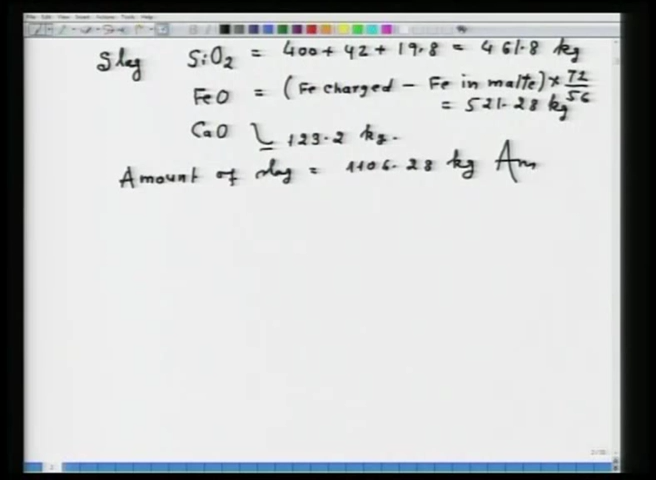 Slag SiO2 = 400 + 42 + 19.8 = 461.8 kg
FeO = (Fe charged - Fe in matte) × 72/56
= 521.28 kg
CaO 123.2 kg.
Amount of slag = 1106.28 kg Ans